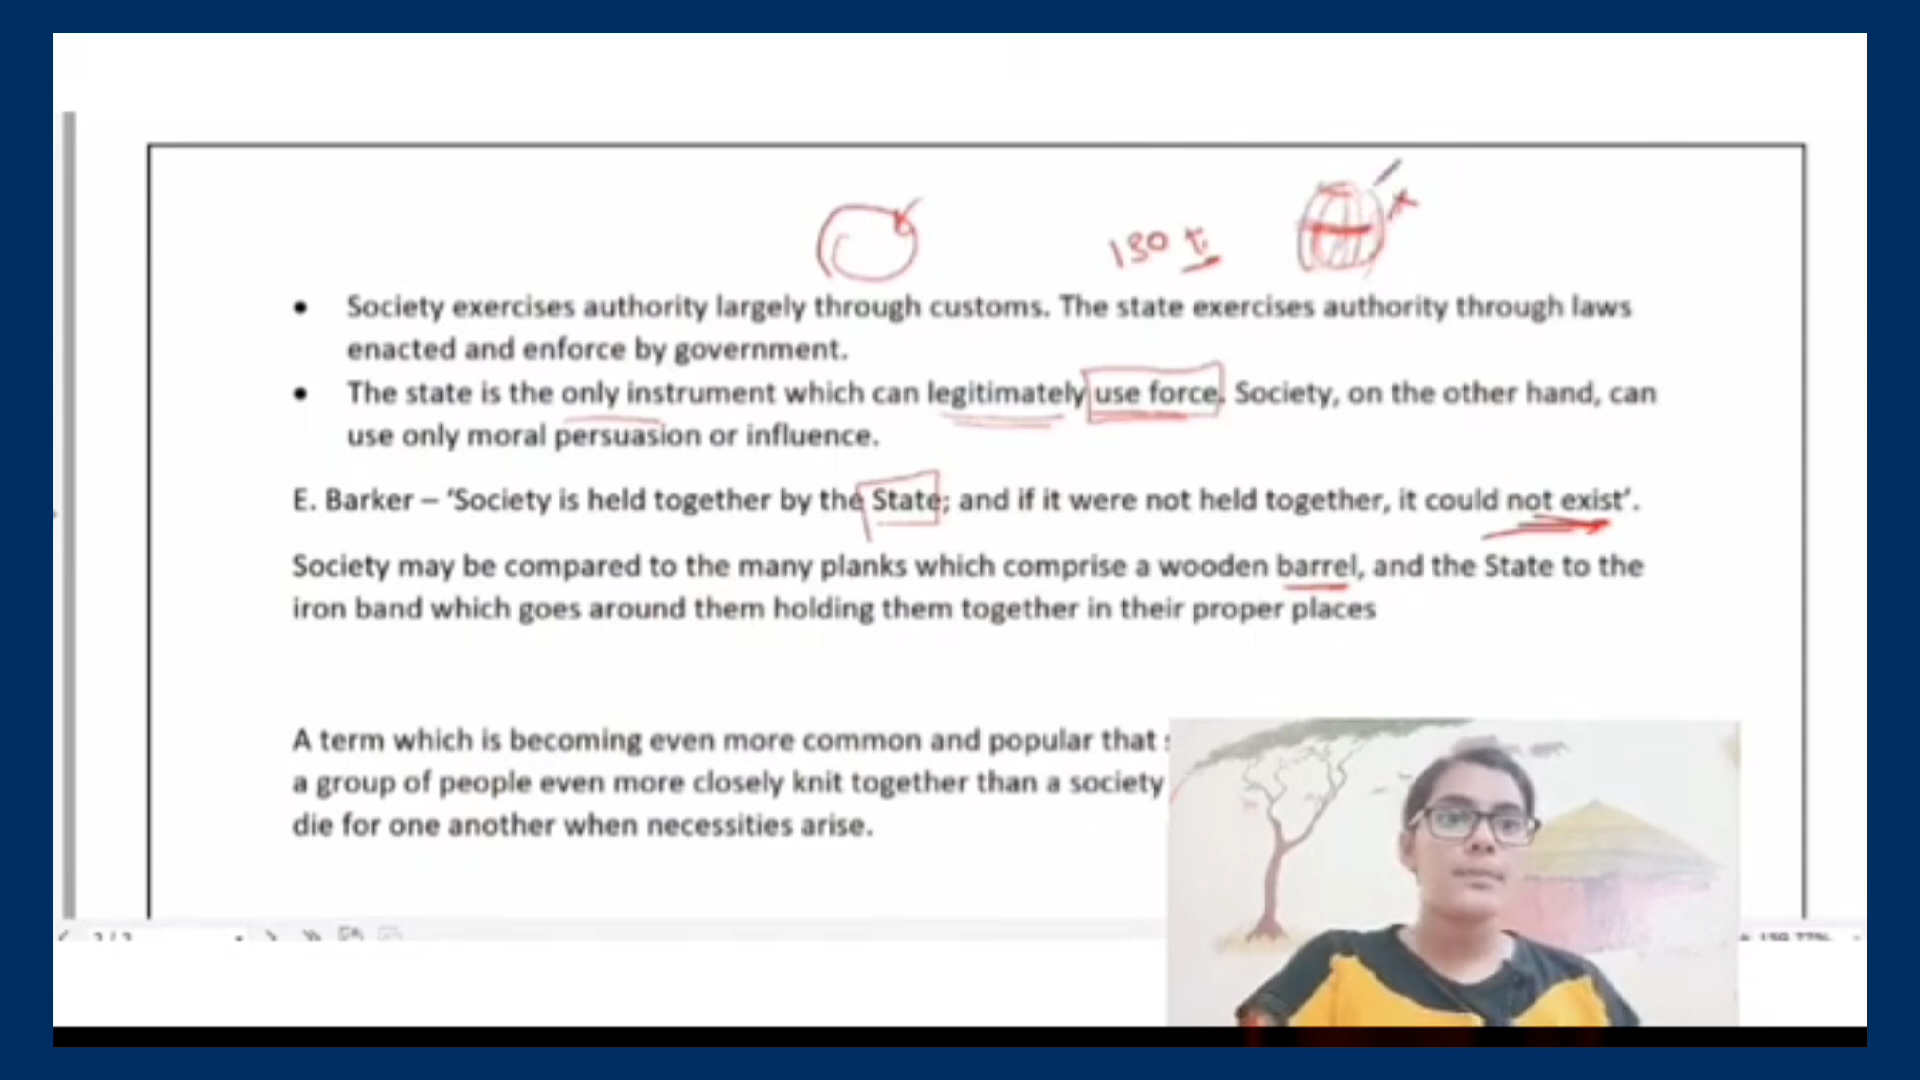 130 t
• Society exercises authority largely through customs. The state exercises authority through laws
enacted and enforce by government.
• The state is the only instrument which can legitimately use force. Society, on the other hand, can
use only moral persuasion or influence.
E. Barker – ‘Society is held together by the State; and if it were not held together, it could not exist’.
Society may be compared to the many planks which comprise a wooden barrel, and the State to the
iron band which goes around them holding them together in their proper places
A term which is becoming even more common and popular that
a group of people even more closely knit together than a society
die for one another when necessities arise.